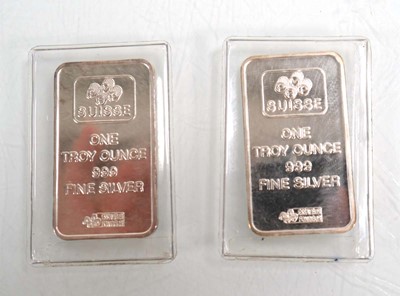 SUISSE
ONE
TROY OUNCE
999
FINE SILVER
SUISSE
ONE
TROY OUNCE
999
FINE SILVER